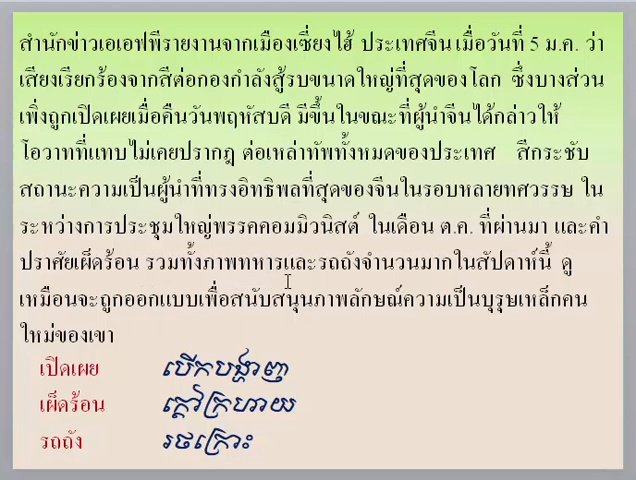 สำนักข่าวเอเอฟพีรายงานจากเมืองเซี่ยงไฮ้ ประเทศจีน เมื่อวันที่ 5 ม.ค. ว่า
เสียงเรียกร้องจากสีต่อกองกำลังสู้รบขนาดใหญ่ที่สุดของโลก ซึ่งบางส่วน
เพิ่งถูกเปิดเผยเมื่อคืนวันพฤหัสบดี มีขึ้นในขณะที่ผู้นำจีนได้กล่าวให้
โอวาทที่แทบไม่เคยปรากฎ ต่อเหล่าทัพทั้งหมดของประเทศ สีกระชับ
สถานะความเป็นผู้นำที่ทรงอิทธิพลที่สุดของจีนในรอบหลายทศวรรษ ใน
ระหว่างการประชุมใหญ่พรรคคอมมิวนิสต์ ในเดือน ต.ค. ที่ผ่านมา และคำ
ปราศัยเผ็ดร้อน รวมทั้งภาพทหารและรถถังจำนวนมากในสัปดาห์นี้ ดู
เหมือนจะถูกออกแบบเพื่อสนับสนุนภาพลักษณ์ความเป็นบุรุษเหล็กคน
ใหม่ของเขา
เปิดเผย បើកបង្ហាញ
เผ็ดร้อน ក្ដៅក្រហាយ
รถถัง រថក្រោះ